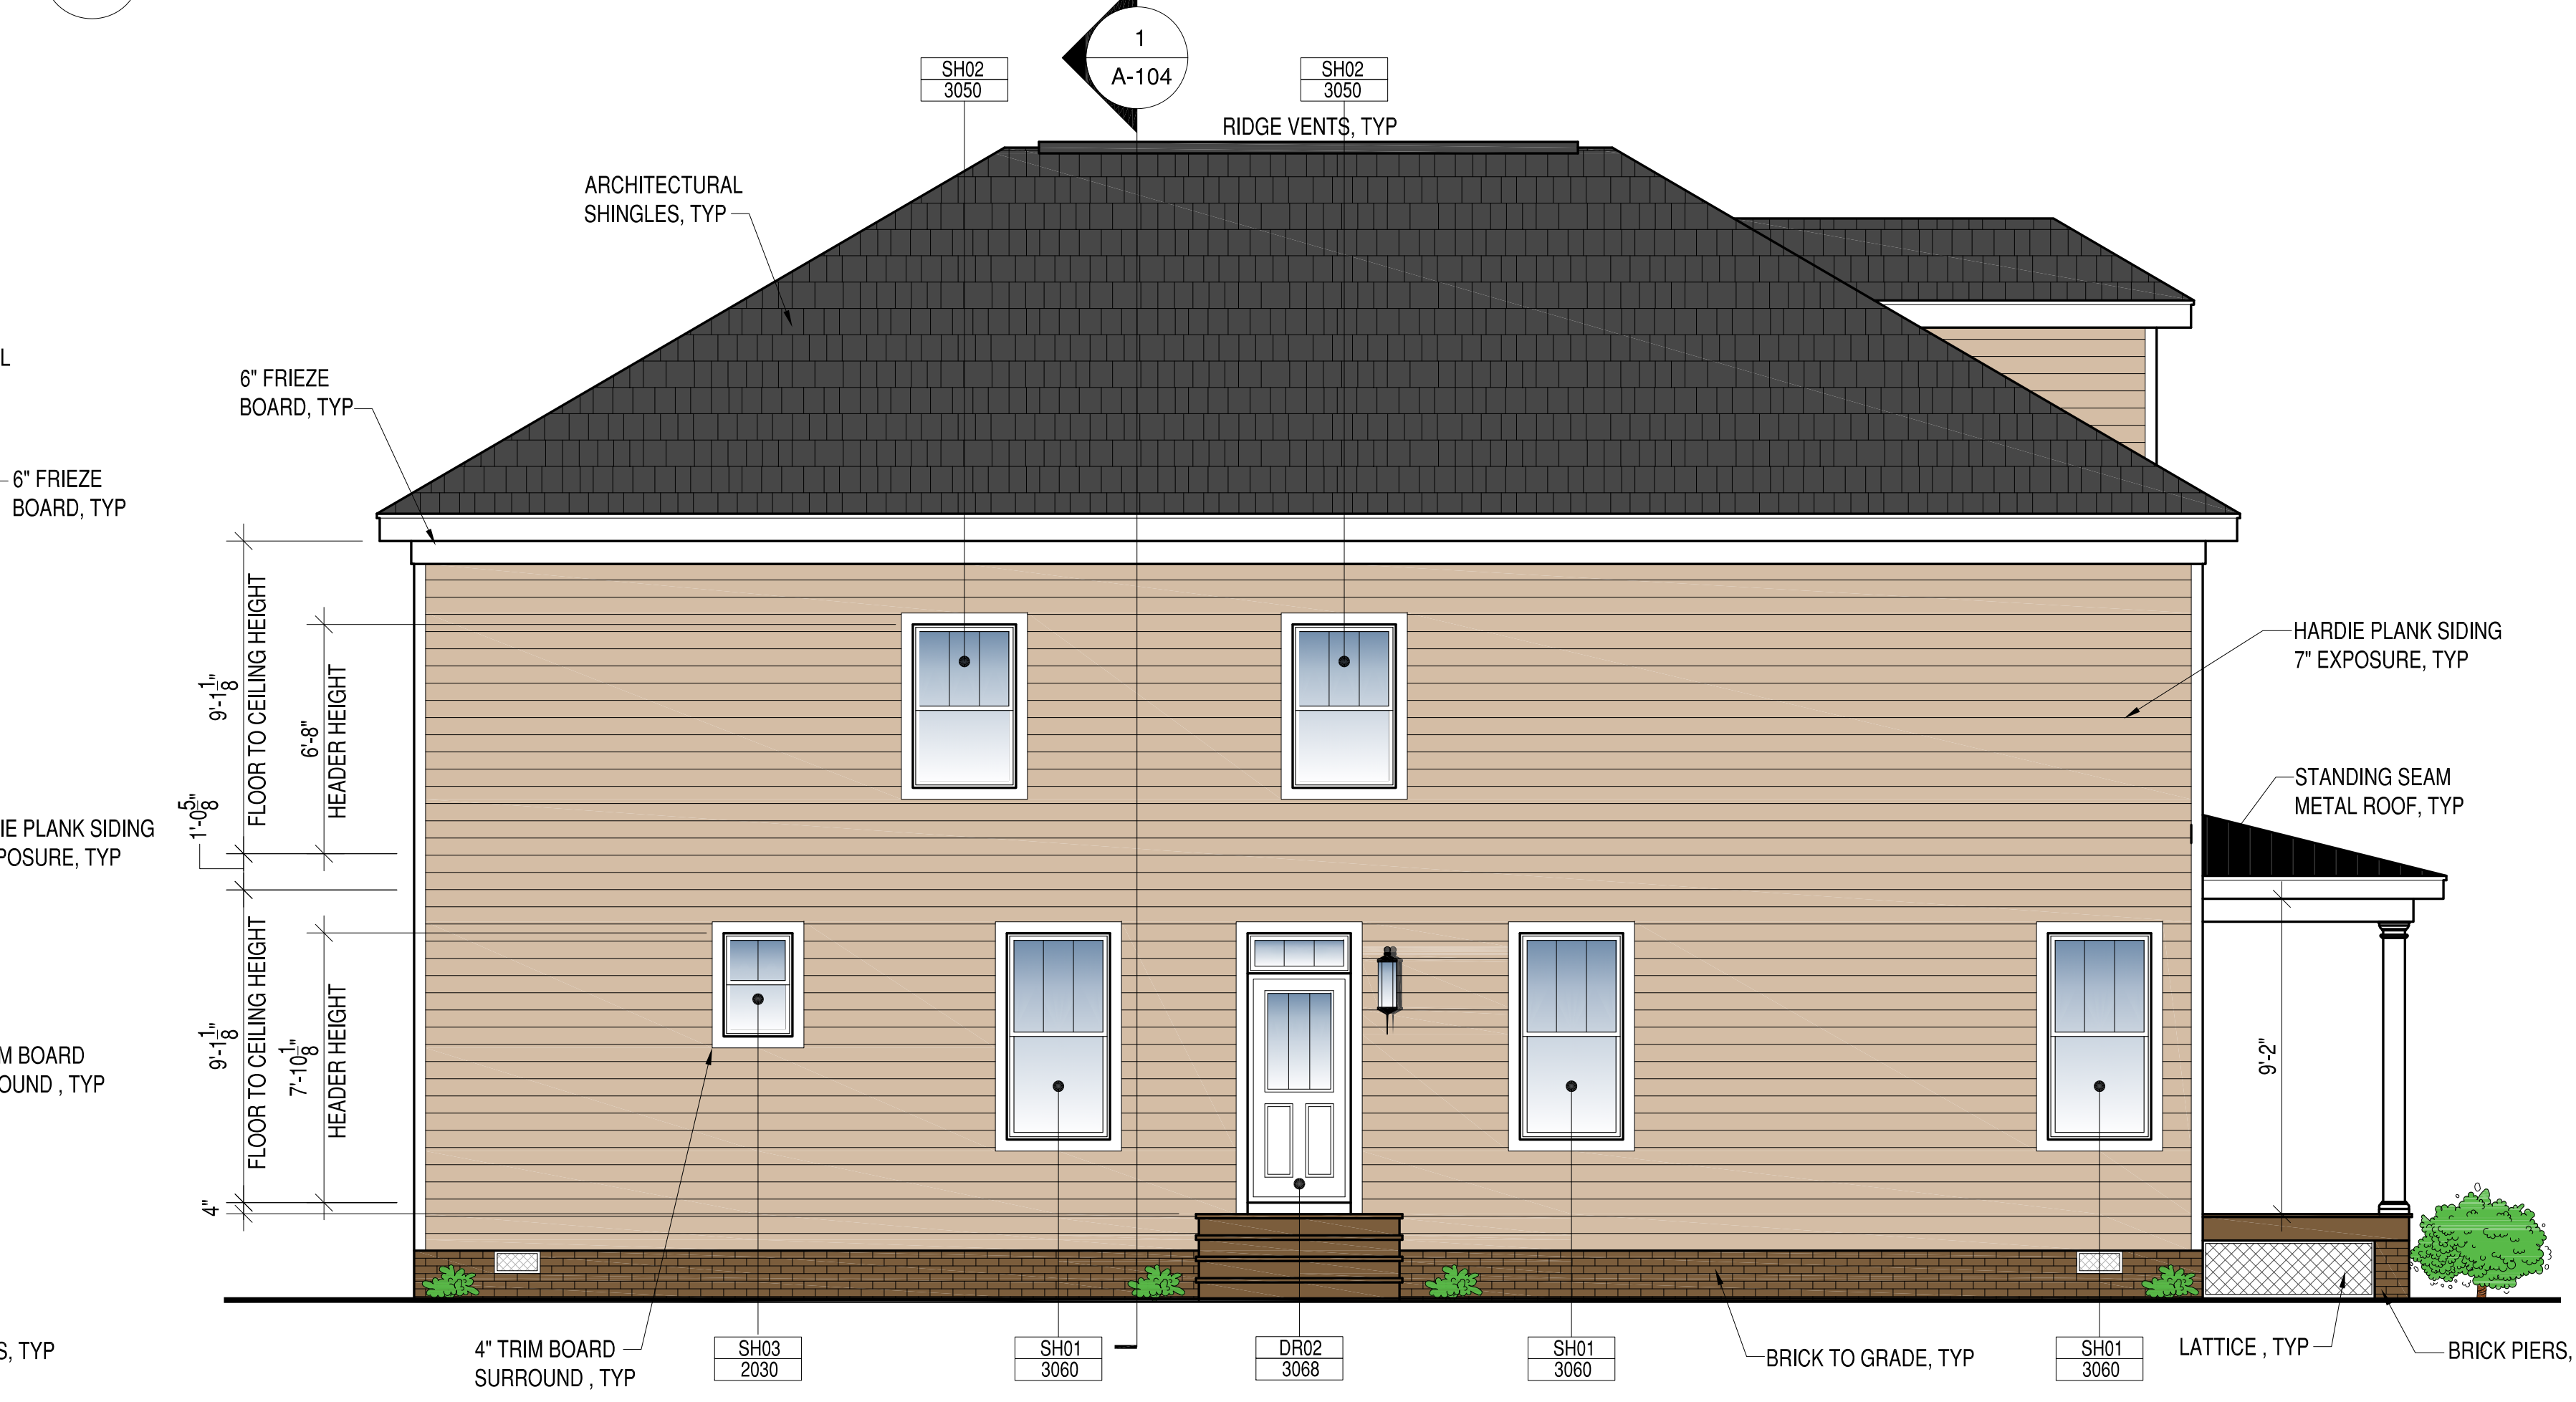 1
A-104
SH02
3050
SH02
3050
RIDGE VENTS, TYP
ARCHITECTURAL
SHINGLES, TYP
L
6" FRIEZE
BOARD, TYP
6" FRIEZE
BOARD, TYP
9'-1 1/8"
FLOOR TO CEILING HEIGHT
6'-8"
HEADER HEIGHT
HARDIE PLANK SIDING
7" EXPOSURE, TYP
1'-0 5/8"
IE PLANK SIDING
POSURE, TYP
STANDING SEAM
METAL ROOF, TYP
9'-1 1/8"
FLOOR TO CEILING HEIGHT
7'-10 1/8"
HEADER HEIGHT
9'-2"
M BOARD
OUND , TYP
4"
S, TYP
4" TRIM BOARD
SURROUND , TYP
SH03
2030
SH01
3060
DR02
3068
SH01
3060
BRICK TO GRADE, TYP
SH01
3060
LATTICE , TYP
BRICK PIERS,